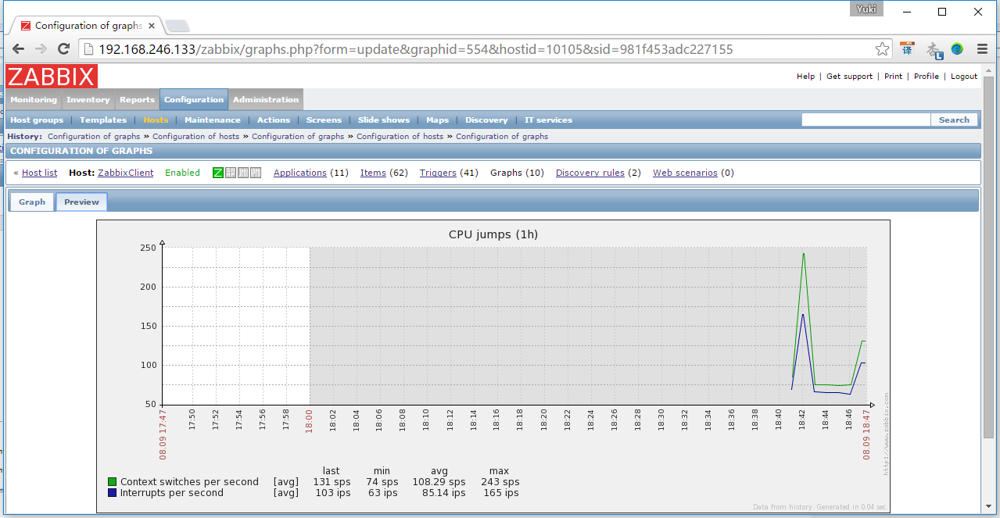 Yuki
Configuration of graphs
192.168.246.133/zabbix/graphs.php?form=update&graphid=554&hostid=10105&sid=981f453adc227155
译
L
ZABBIX
Help | Get support | Print | Profile | Logout
Monitoring Inventory Reports Configuration Administration
Host groups | Templates | Hosts | Maintenance | Actions | Screens | Slide shows | Maps | Discovery | IT services Search
History: Configuration of graphs » Configuration of hosts » Configuration of graphs » Configuration of hosts » Configuration of graphs
CONFIGURATION OF GRAPHS
« Host list Host: ZabbixClient Enabled Z Applications (11) Items (62) Triggers (41) Graphs (10) Discovery rules (2) Web scenarios (0)
Graph Preview
CPU jumps (1h)
250
200
150
100
50
08.09 17:47 17:50 17:52 17:54 17:56 17:58 18:00 18:02 18:04 18:06 18:08 18:10 18:12 18:14 18:16 18:18 18:20 18:22 18:24 18:26 18:28 18:30 18:32 18:34 18:36 18:38 18:40 18:42 18:44 18:46 08.09 18:47
http://www.zabbix.com
last min avg max
Context switches per second [avg] 131 sps 74 sps 108.29 sps 243 sps
Interrupts per second [avg] 103 ips 63 ips 85.14 ips 165 ips
Data from history. Generated in 0.04 sec.